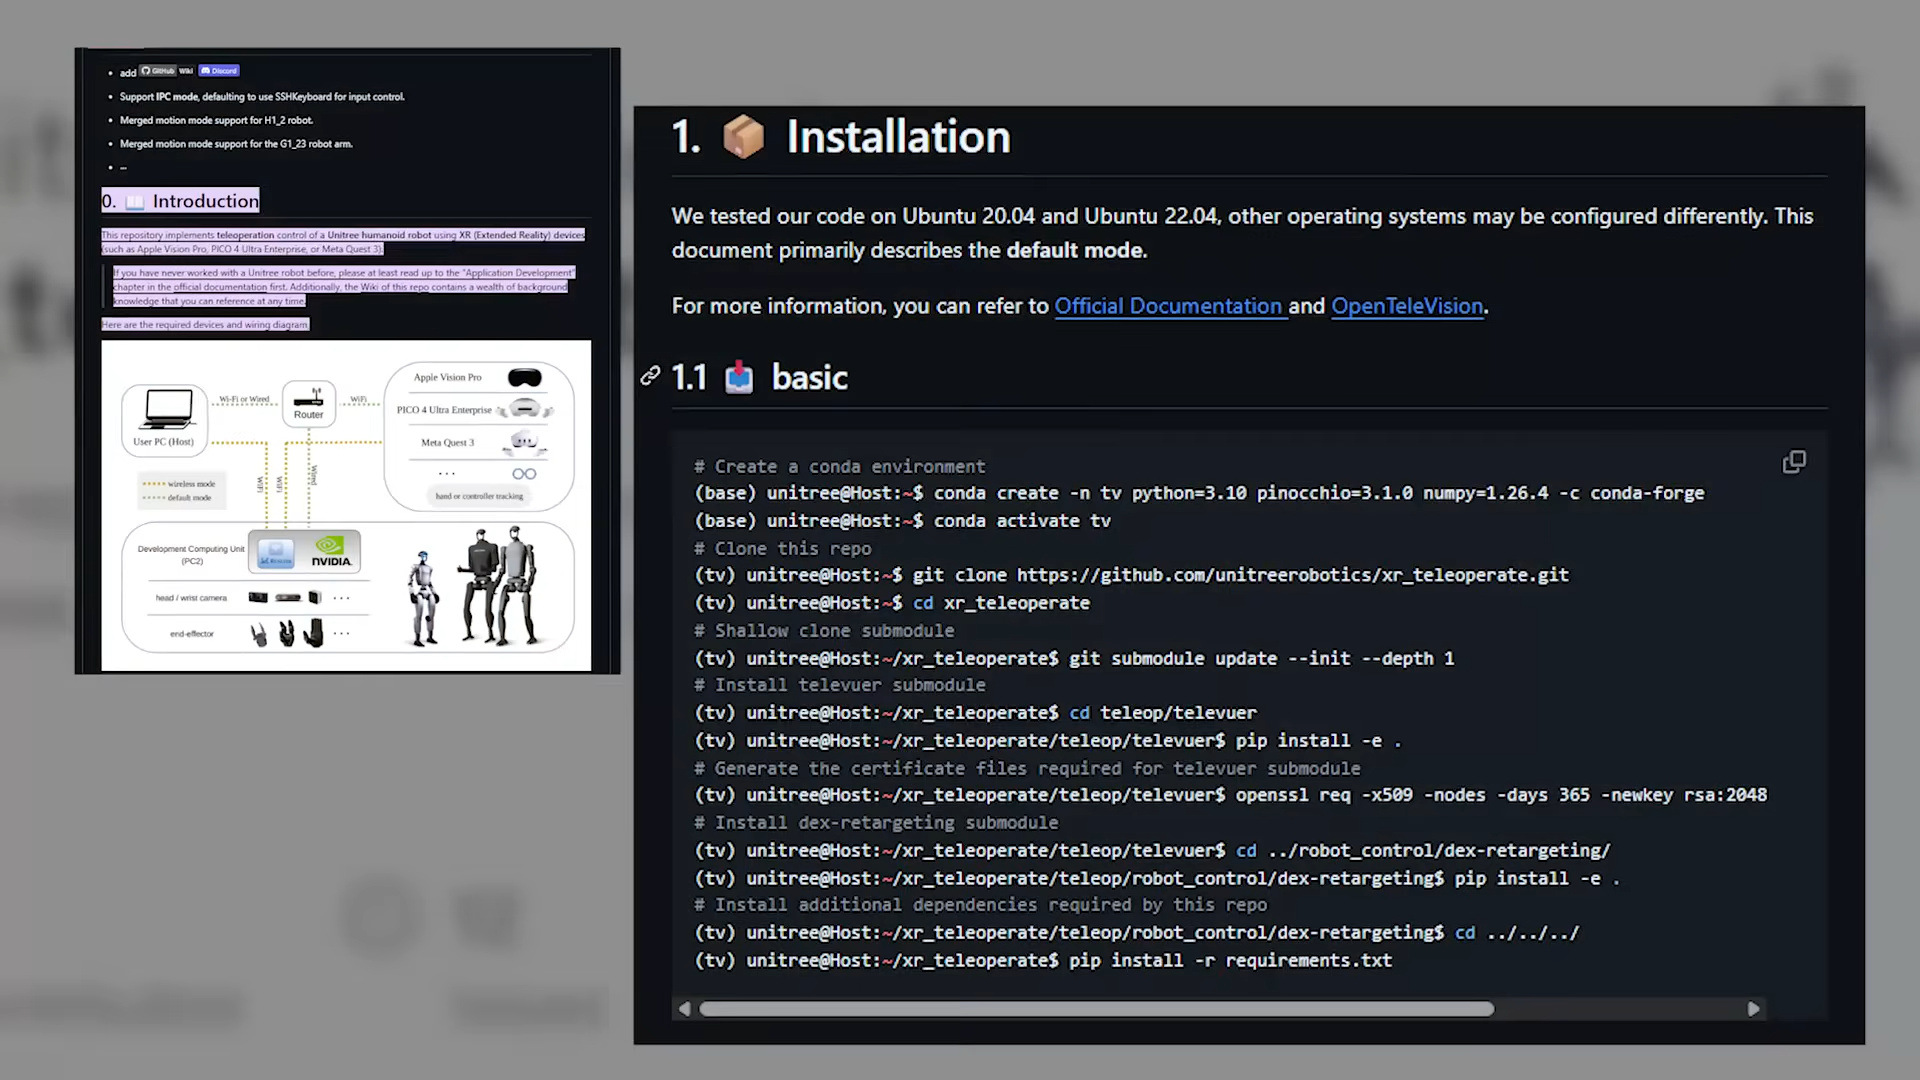 add GitHub Wiki Discord
Support IPC mode, defaulting to use SSHKeyboard for input control.
Merged motion mode support for H1_2 robot.
Merged motion mode support for the G1_23 robot arm.
...
0. 📖 Introduction
This repository implements teleoperation control of a Unitree humanoid robot using XR (Extended Reality) devices
(such as Apple Vision Pro, PICO 4 Ultra Enterprise, or Meta Quest 3).
If you have never worked with a Unitree robot before, please at least read up to the "Application Development"
chapter in the official documentation first. Additionally, the Wiki of this repo contains a wealth of background
knowledge that you can reference at any time.
Here are the required devices and wiring diagram.
User PC (Host)
Wi-Fi or Wired
Router
WiFi
Apple Vision Pro
PICO 4 Ultra Enterprise
Meta Quest 3
...
hand or controller tracking
wireless mode
default mode
WiFi
WiFi
Wired
Development Computing Unit
(PC2)
NVIDIA
head / wrist camera
...
end-effector
...
1. 📦 Installation
We tested our code on Ubuntu 20.04 and Ubuntu 22.04, other operating systems may be configured differently. This
document primarily describes the default mode.
For more information, you can refer to Official Documentation and OpenTeleVision.
1.1 📥 basic
# Create a conda environment
(base) unitree@Host:~$ conda create -n tv python=3.10 pinocchio=3.1.0 numpy=1.26.4 -c conda-forge
(base) unitree@Host:~$ conda activate tv
# Clone this repo
(tv) unitree@Host:~$ git clone https://github.com/unitreerobotics/xr_teleoperate.git
(tv) unitree@Host:~$ cd xr_teleoperate
# Shallow clone submodule
(tv) unitree@Host:~/xr_teleoperate$ git submodule update --init --depth 1
# Install televuer submodule
(tv) unitree@Host:~/xr_teleoperate$ cd teleop/televuer
(tv) unitree@Host:~/xr_teleoperate/teleop/televuer$ pip install -e .
# Generate the certificate files required for televuer submodule
(tv) unitree@Host:~/xr_teleoperate/teleop/televuer$ openssl req -x509 -nodes -days 365 -newkey rsa:2048
# Install dex-retargeting submodule
(tv) unitree@Host:~/xr_teleoperate/teleop/televuer$ cd ../robot_control/dex-retargeting/
(tv) unitree@Host:~/xr_teleoperate/teleop/robot_control/dex-retargeting$ pip install -e .
# Install additional dependencies required by this repo
(tv) unitree@Host:~/xr_teleoperate/teleop/robot_control/dex-retargeting$ cd ../../../
(tv) unitree@Host:~/xr_teleoperate$ pip install -r requirements.txt